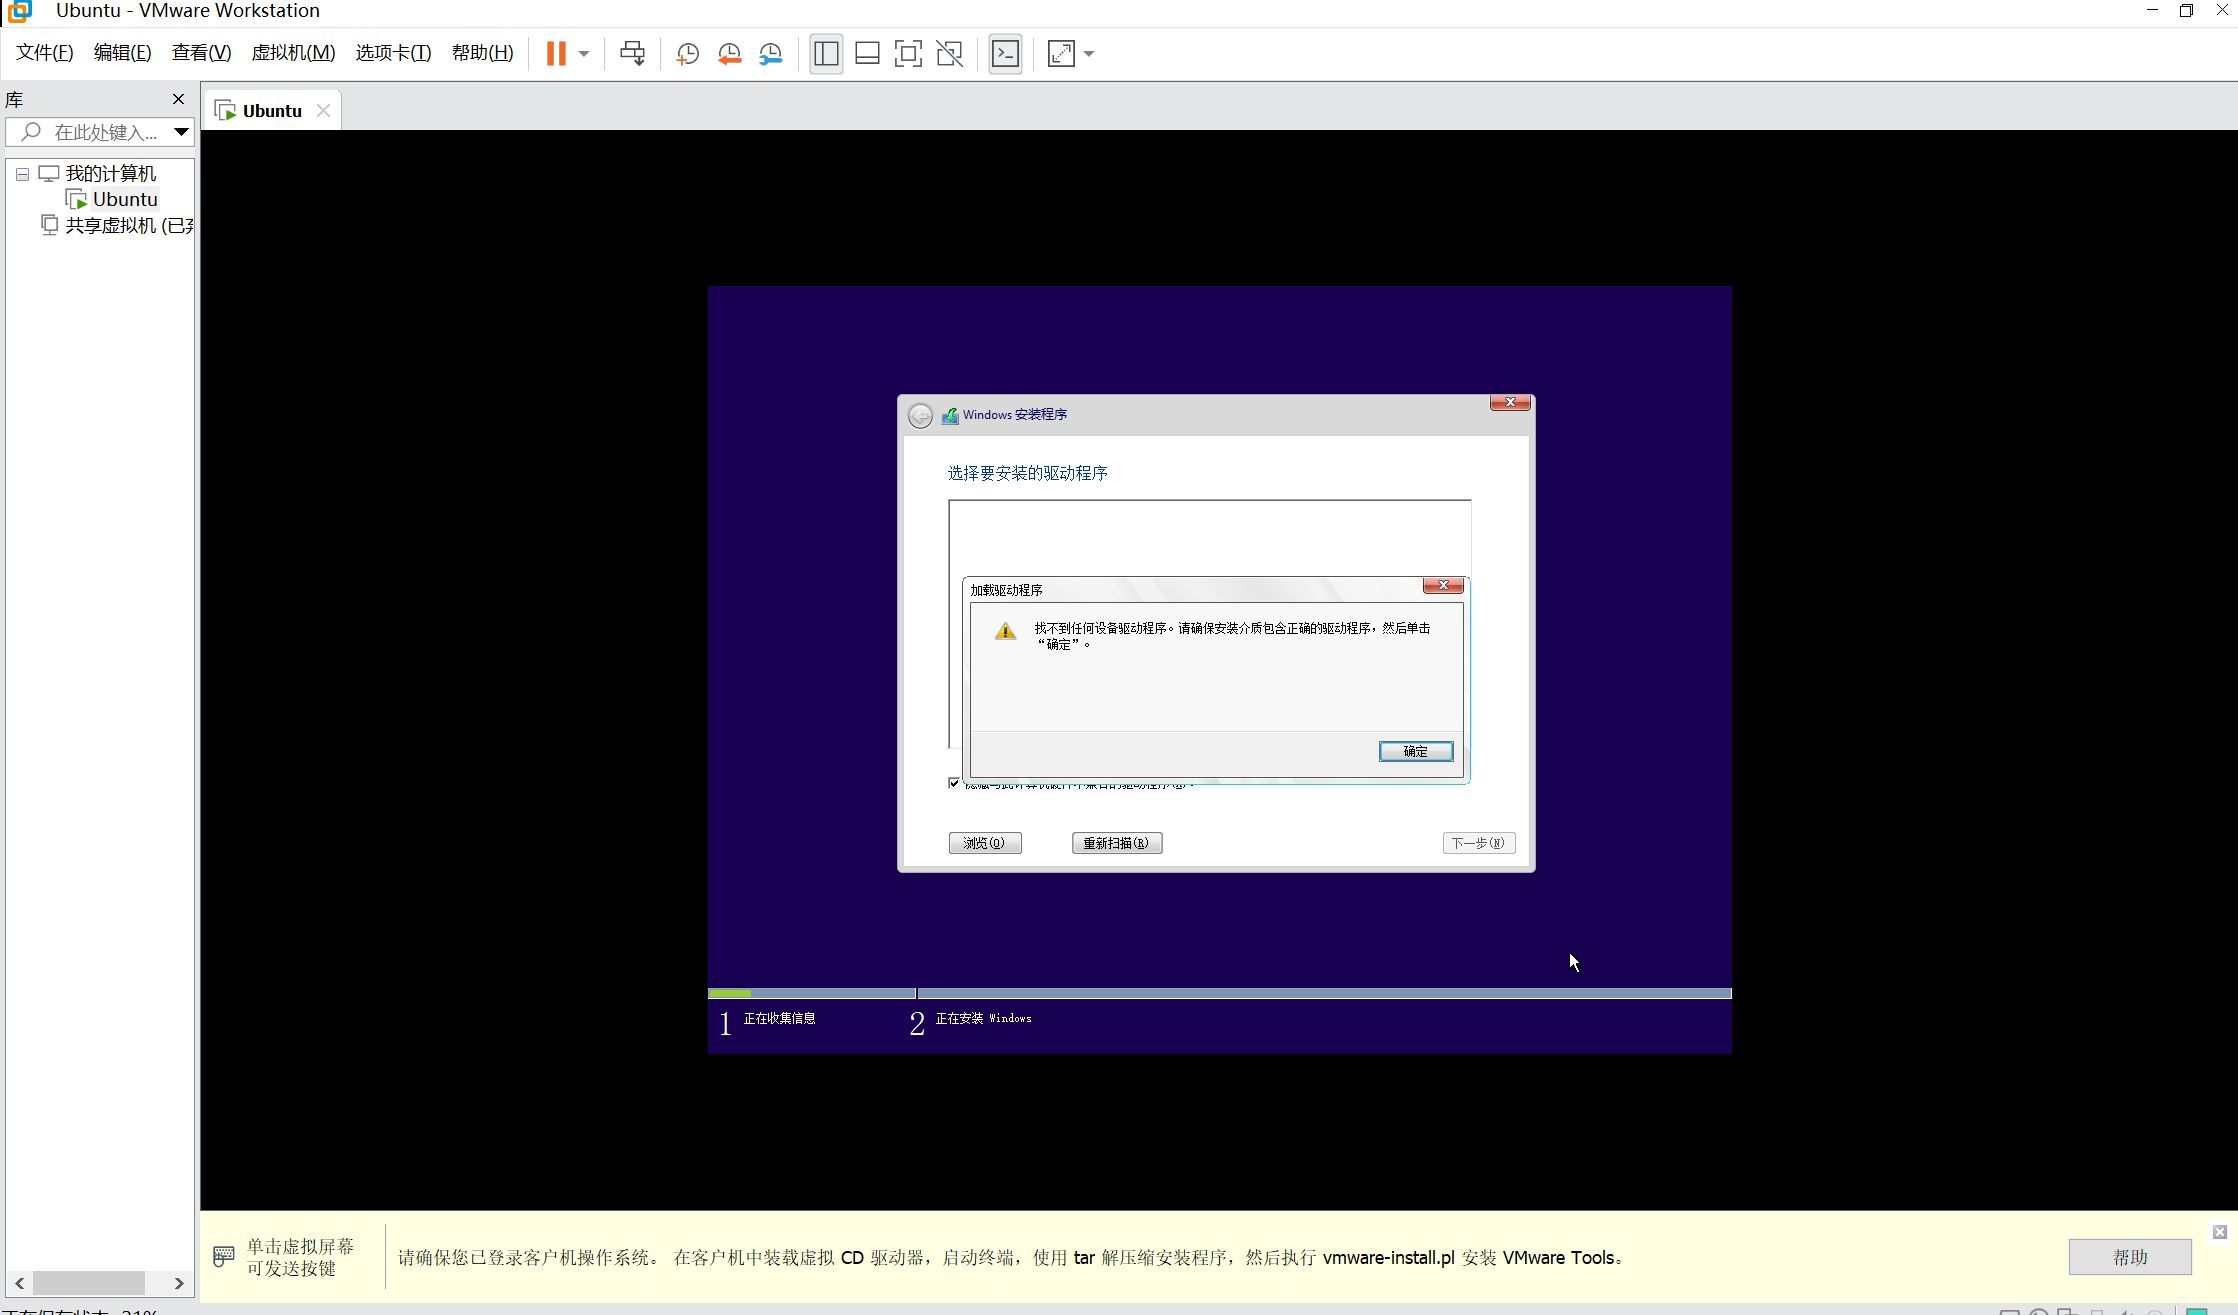 Ubuntu - VMware Workstation
文件(F) 编辑(E) 查看(V) 虚拟机(M) 选项卡(T) 帮助(H)
库
在此处键入...
我的计算机
Ubuntu
共享虚拟机 (已
Ubuntu
Windows 安装程序
选择要安装的驱动程序
加载驱动程序
找不到任何设备驱动程序。请确保安装介质包含正确的驱动程序，然后单击
“确定”。
确定
浏览(O) 重新扫描(R) 下一步(N)
1 正在收集信息 2 正在安装 Windows
单击虚拟屏幕
可发送按键
请确保您已登录客户机操作系统。 在客户机中装载虚拟 CD 驱动器，启动终端，使用 tar 解压缩安装程序，然后执行 vmware-install.pl 安装 VMware Tools。
帮助